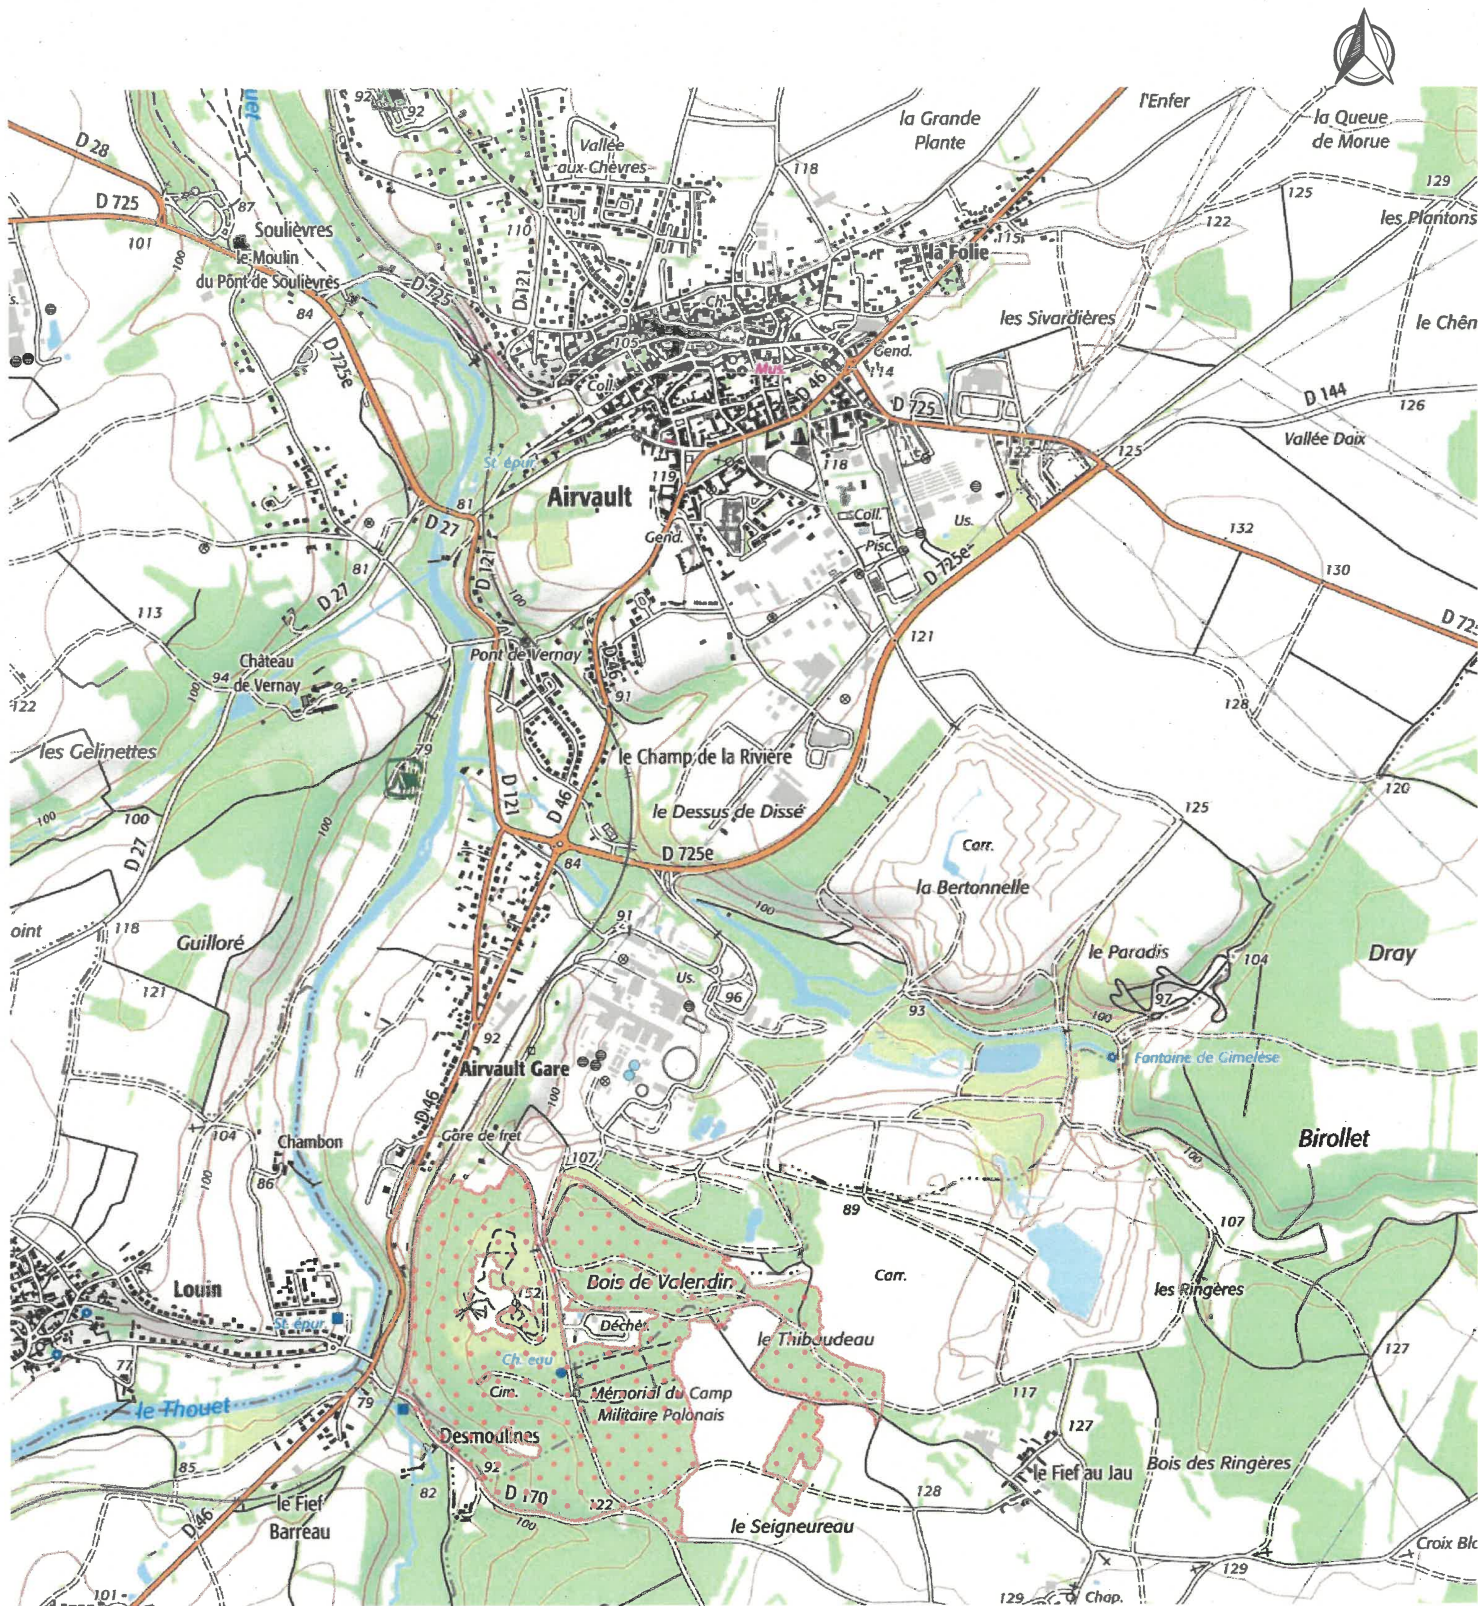 uet
92
92
l'Enfer
la Grande
Plante
la Queue
de Morue
D 28
Vallée
aux Chèvres
118
D 725
87
129
125
les Plantons
101
Soulièvres
110
122
115
la Folie
100
le Moulin
du Pont de Soulièvres
D 725
D 121
Ch.
84
les Sivardières
le Chên
105
Gend.
D 725e
Mus.
114
Coll.
D 46
D 725
D 144
126
Vallée Daix
St. épur.
119
118
122
125
81
Airvault
D 27
Coll.
Us.
132
Gend.
Pisc.
D 121
D 725e
81
130
D 27
100
113
D 725
121
Château
de Vernay
Pont de Vernay
D 46
94
100
100
91
122
128
les Gelinettes
79
le Champ de la Rivière
120
D 121
D 46
le Dessus de Dissé
125
100
100
100
D 27
Carr.
84
D 725e
la Bertonnelle
100
oint
118
91
Guilloré
le Paradis
Dray
104
121
Us.
96
97
93
100
92
Airvault Gare
Fontaine de Gimelèse
100
D 46
104
Chambon
Gare de fret
Birollet
107
100
86
100
89
107
Louin
Bois de Valendin
Carr.
les Ringères
152
St. épur.
Déchèt.
le Thibaudeau
77
Ch. eau
127
le Thouet
79
Cim.
Mémorial du Camp
Militaire Polonais
117
127
Desmoulines
85
92
le Fief au Jau
Bois des Ringères
82
D 170
122
128
le Fief
Barreau
D 46
100
le Seigneureau
Croix Blc
129
101
129
Chap.